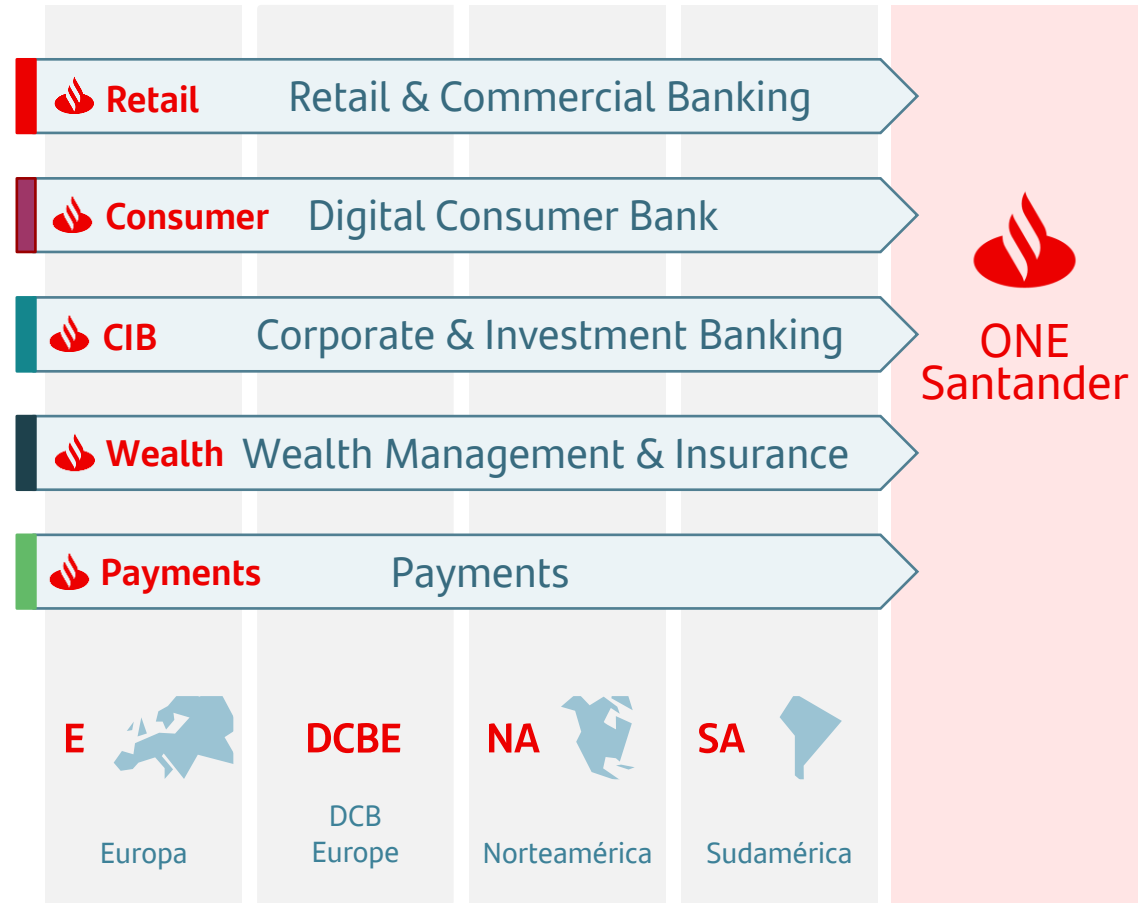 Retail Retail & Commercial Banking
Consumer Digital Consumer Bank
CIB Corporate & Investment Banking
Wealth Wealth Management & Insurance
Payments Payments
ONE
Santander
E
Europa
DCBE
DCB
Europe
NA
Norteamérica
SA
Sudamérica